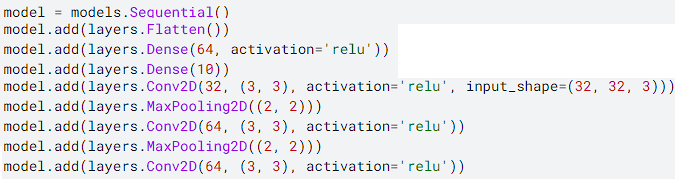 model = models.Sequential()
model.add(layers.Flatten())
model.add(layers.Dense(64, activation='relu'))
model.add(layers.Dense(10))
model.add(layers.Conv2D(32, (3, 3), activation='relu', input_shape=(32, 32, 3)))
model.add(layers.MaxPooling2D((2, 2)))
model.add(layers.Conv2D(64, (3, 3), activation='relu'))
model.add(layers.MaxPooling2D((2, 2)))
model.add(layers.Conv2D(64, (3, 3), activation='relu'))